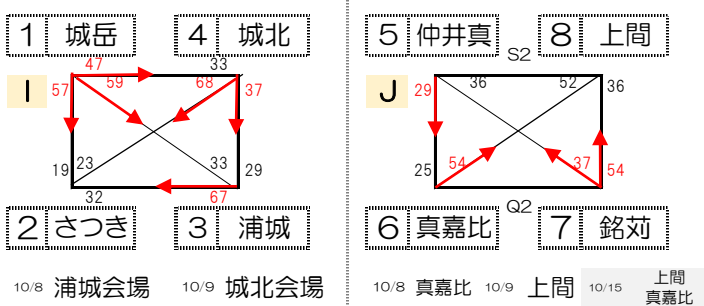 1 城岳 4 城北
47 33
I 57 59 68 37
19 23 33 29
32 67
2 さつき 3 浦城
10/8 浦城会場 10/9 城北会場
5 仲井真 S2 8 上間
J 29 36 52 36
25 54 37 54
6 真嘉比 Q2 7 銘苅
10/8 真嘉比 10/9 上間 10/15 上間
真嘉比